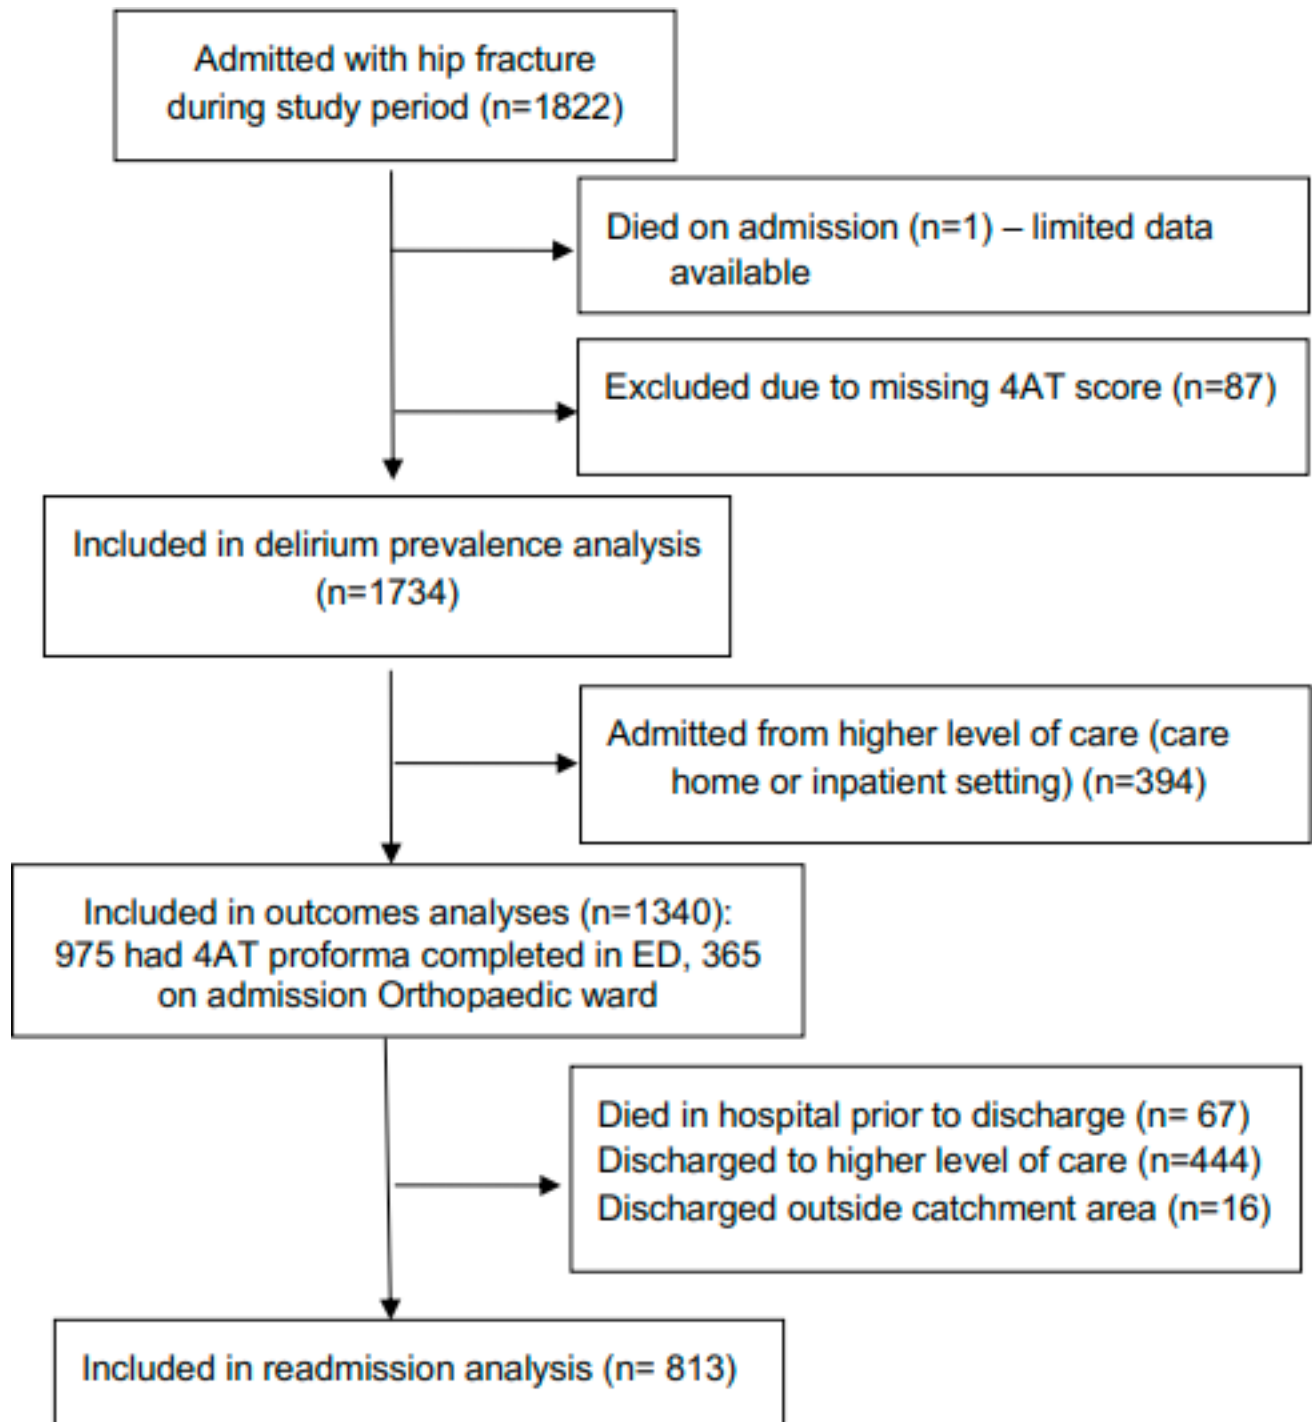 Admitted with hip fracture
during study period (n=1822)
Died on admission (n=1) – limited data
available
Excluded due to missing 4AT score (n=87)
Included in delirium prevalence analysis
(n=1734)
Admitted from higher level of care (care
home or inpatient setting) (n=394)
Included in outcomes analyses (n=1340):
975 had 4AT proforma completed in ED, 365
on admission Orthopaedic ward
Died in hospital prior to discharge (n= 67)
Discharged to higher level of care (n=444)
Discharged outside catchment area (n=16)
Included in readmission analysis (n= 813)